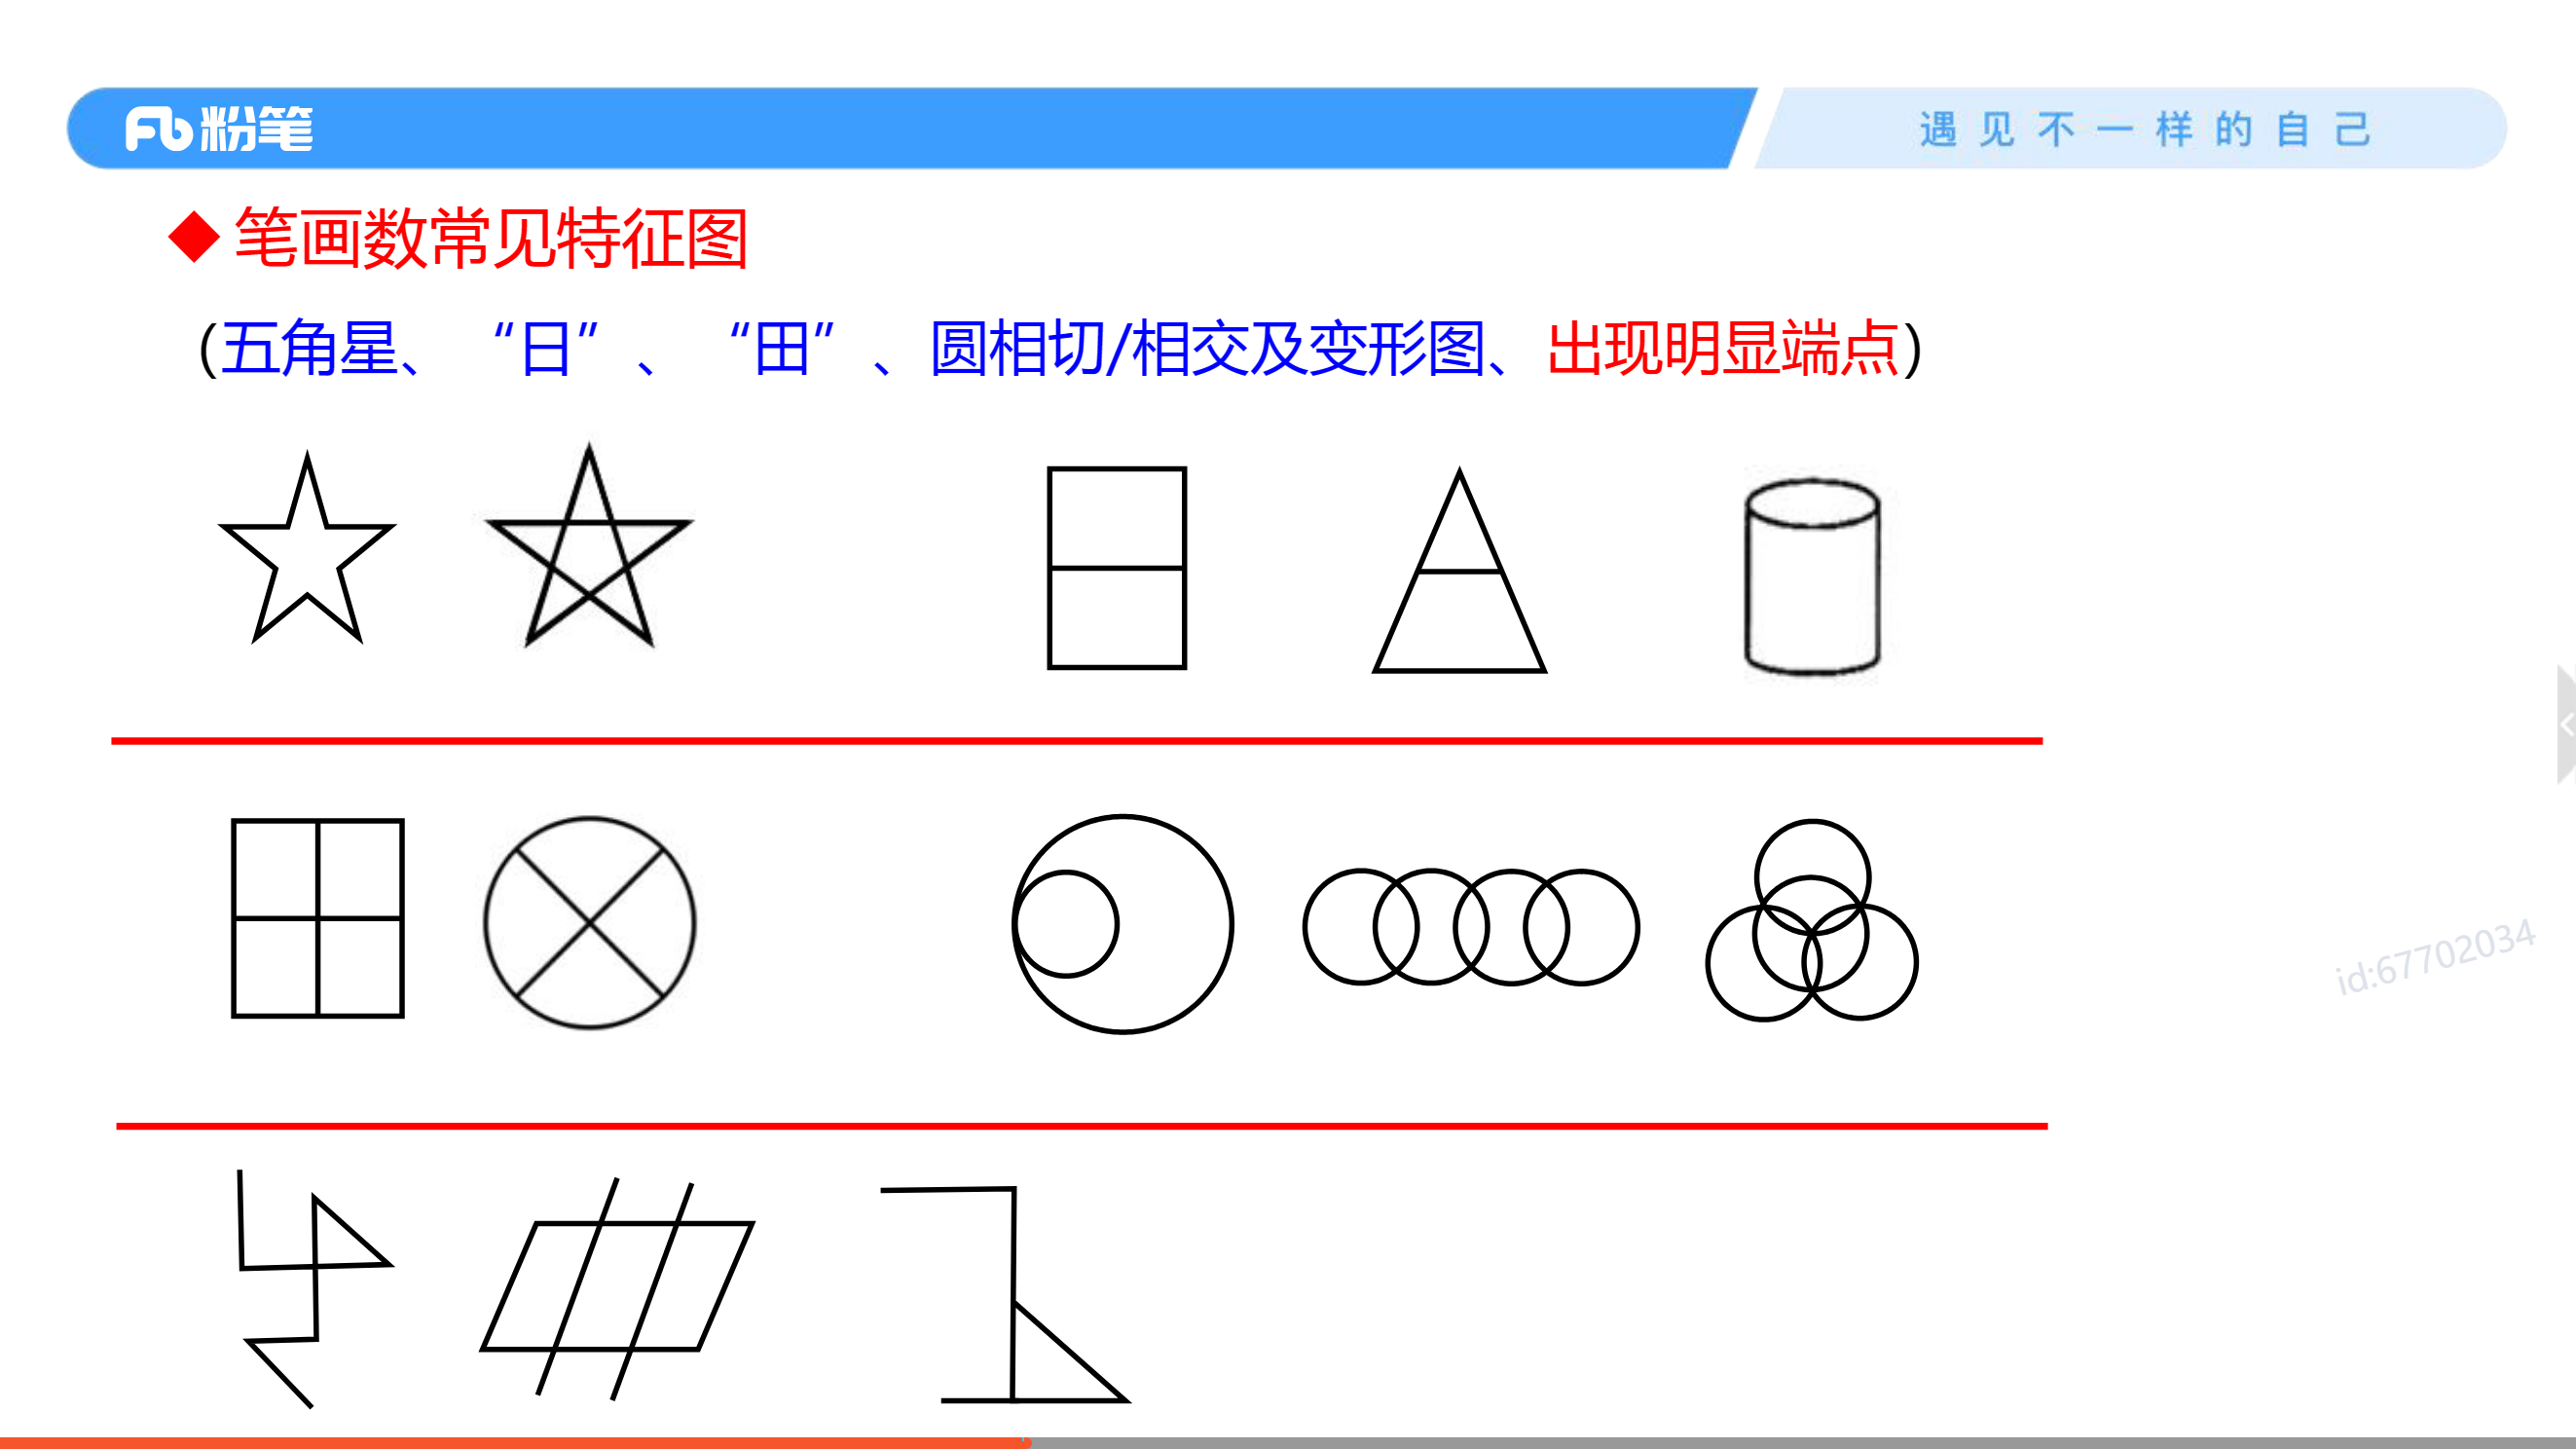 粉笔
遇见不一样的自己
◆笔画数常见特征图
(五角星、“日”、“田”、圆相切/相交及变形图、出现明显端点)
id:67702034